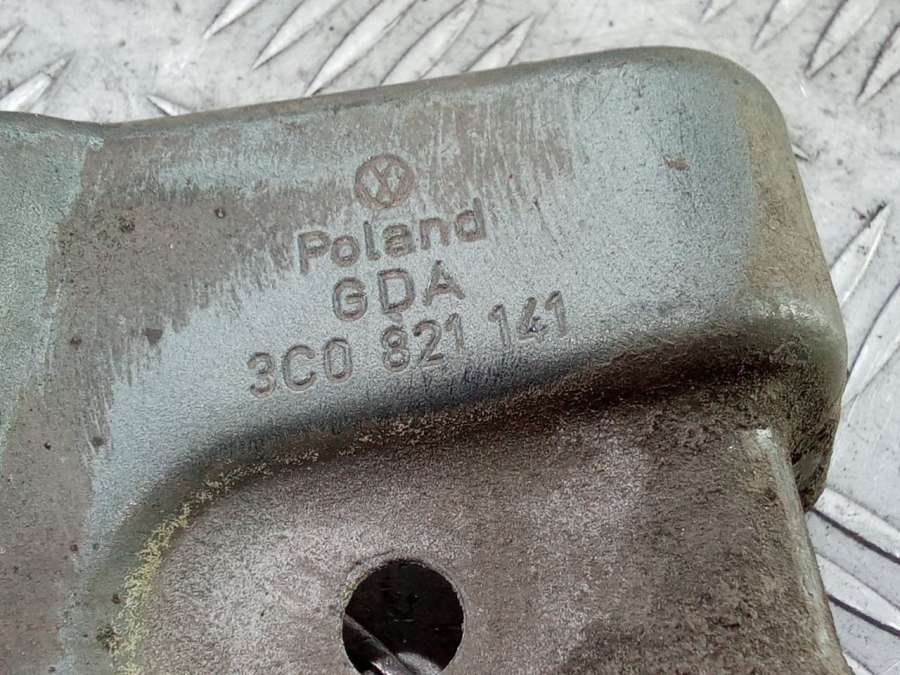 Poland
GDA
3C0 821 141